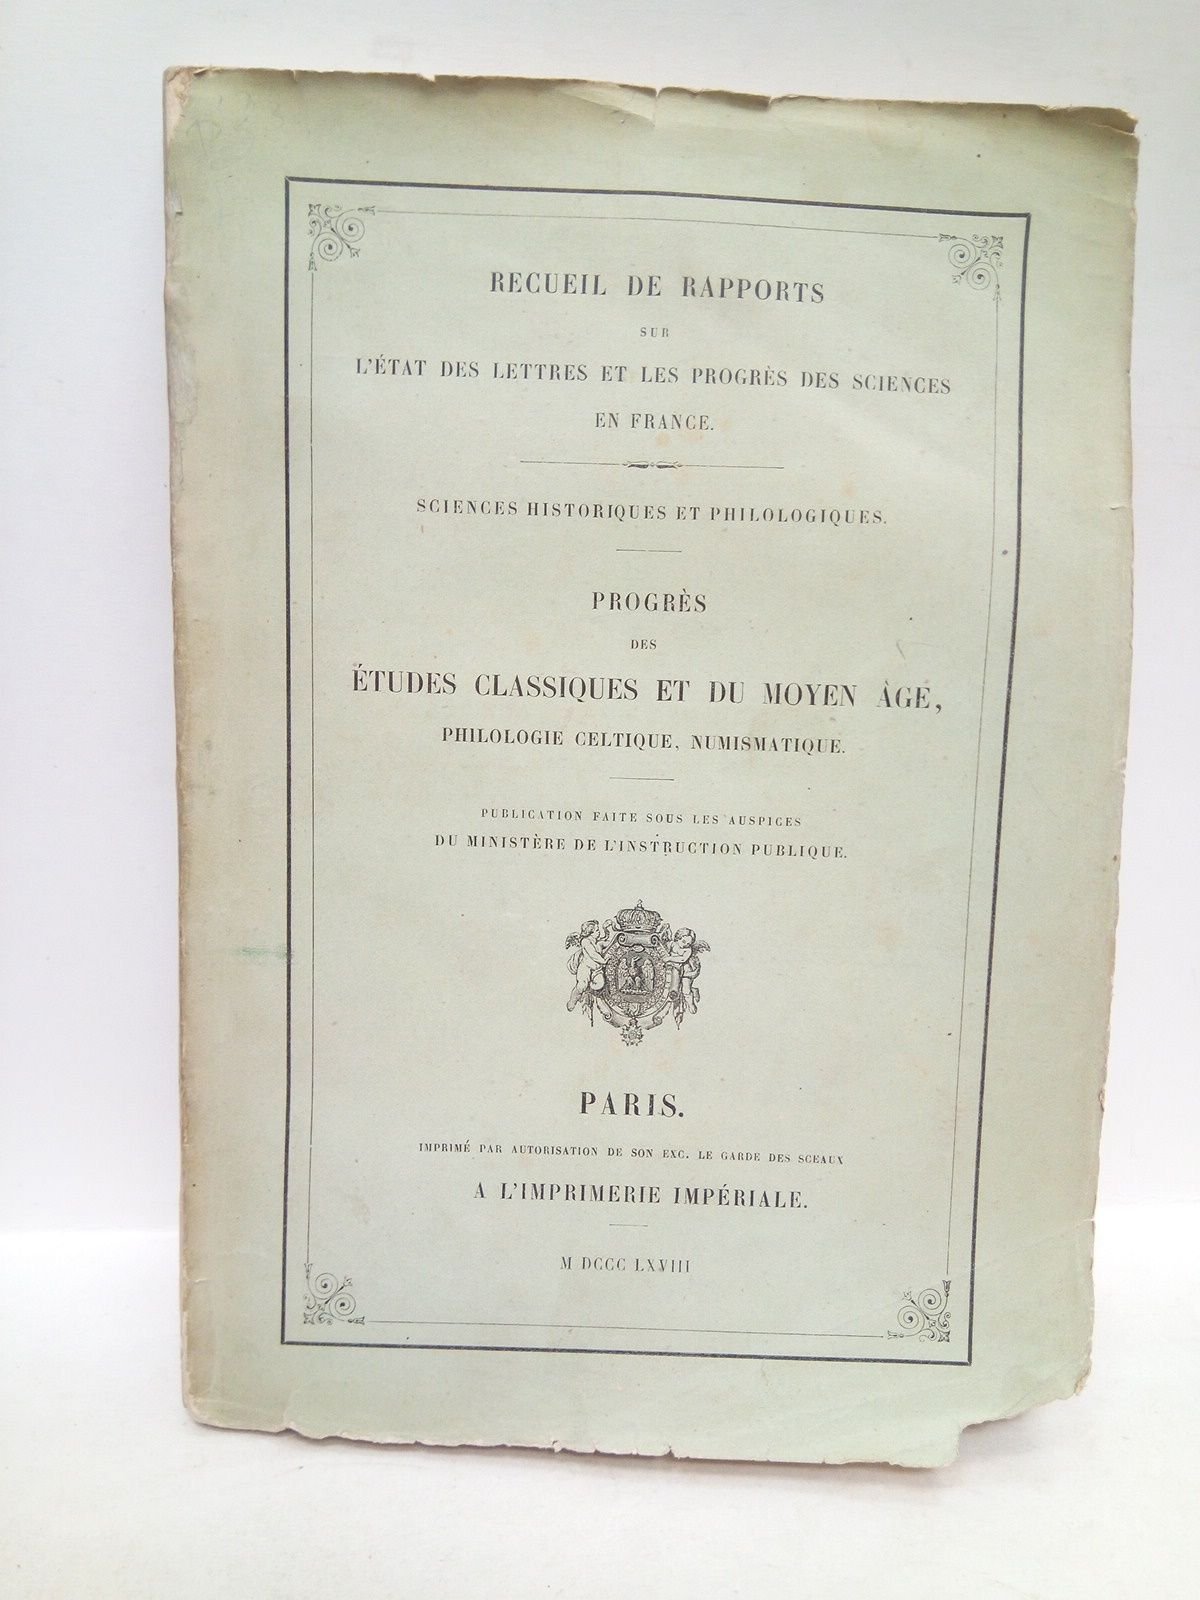 RECUEIL DE RAPPORTS
SUR
L'ÉTAT DES LETTRES ET LES PROGRÈS DES SCIENCES
EN FRANCE.
SCIENCES HISTORIQUES ET PHILOLOGIQUES.
PROGRÈS
DES
ÉTUDES CLASSIQUES ET DU MOYEN ÂGE,
PHILOLOGIE CELTIQUE, NUMISMATIQUE.
PUBLICATION FAITE SOUS LES AUSPICES
DU MINISTÈRE DE L'INSTRUCTION PUBLIQUE.
PARIS.
IMPRIMÉ PAR AUTORISATION DE SON EXC. LE GARDE DES SCEAUX
A L'IMPRIMERIE IMPÉRIALE.
M DCCC LXVIII